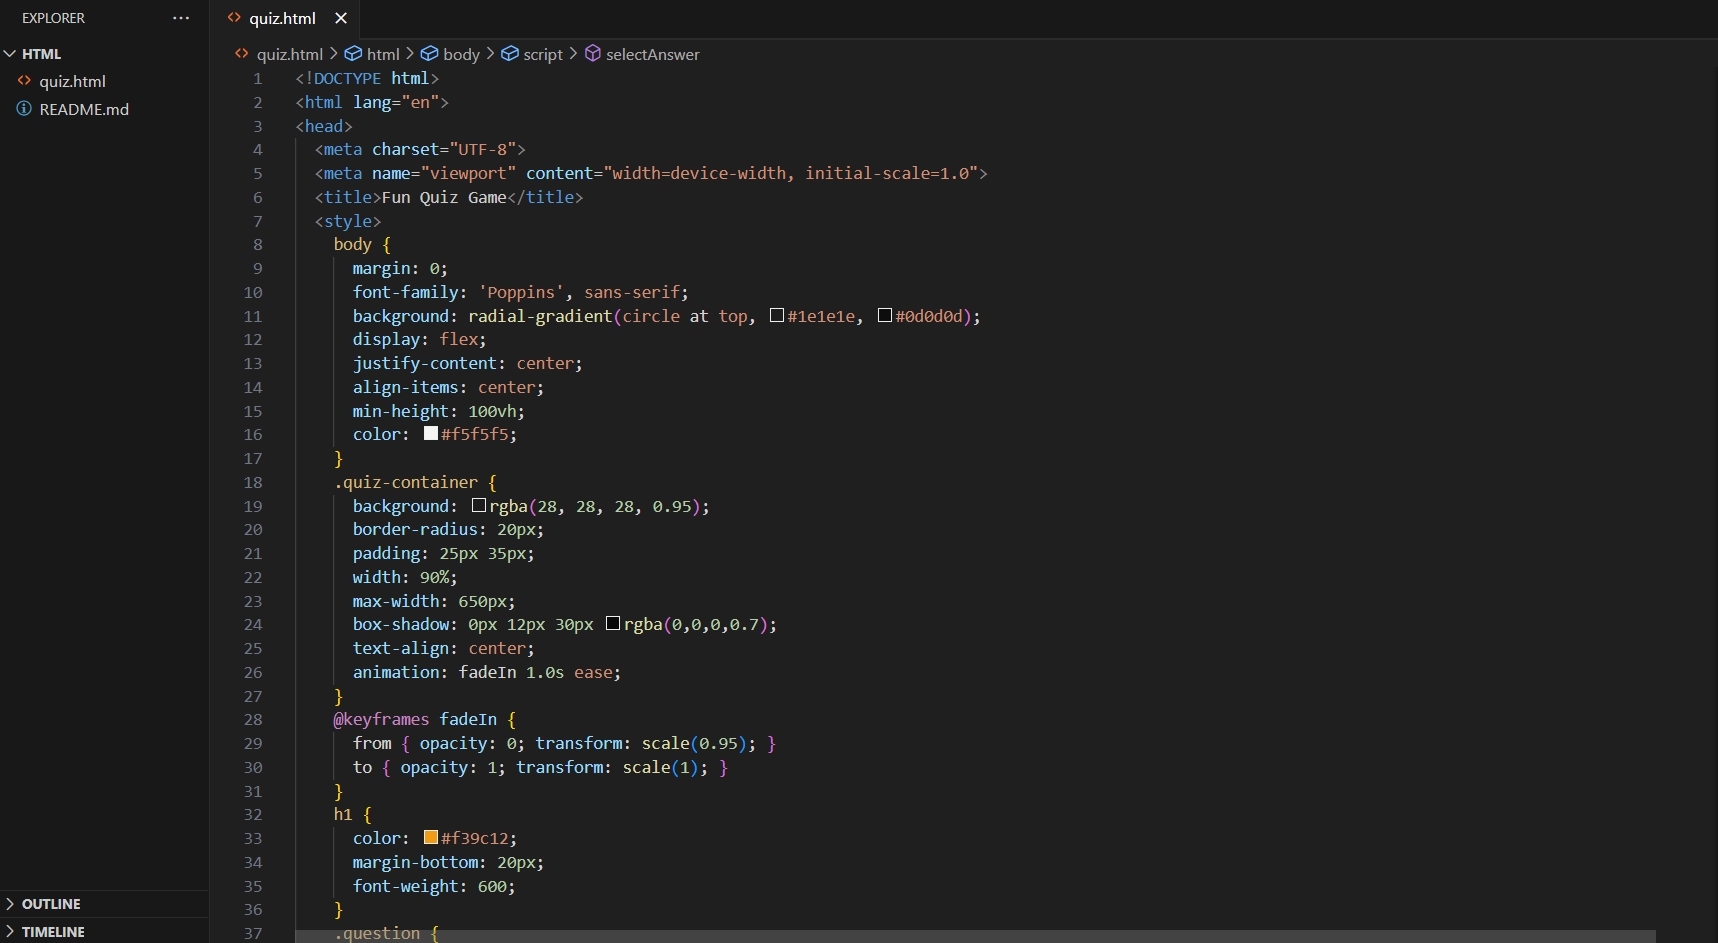 EXPLORER
HTML
quiz.html
README.md
OUTLINE
TIMELINE
quiz.html
quiz.html > html > body > script > selectAnswer
1 <!DOCTYPE html>
2 <html lang="en">
3 <head>
4 <meta charset="UTF-8">
5 <meta name="viewport" content="width=device-width, initial-scale=1.0">
6 <title>Fun Quiz Game</title>
7 <style>
8 body {
9 margin: 0;
10 font-family: 'Poppins', sans-serif;
11 background: radial-gradient(circle at top, #1e1e1e, #0d0d0d);
12 display: flex;
13 justify-content: center;
14 align-items: center;
15 min-height: 100vh;
16 color: #f5f5f5;
17 }
18 .quiz-container {
19 background: rgba(28, 28, 28, 0.95);
20 border-radius: 20px;
21 padding: 25px 35px;
22 width: 90%;
23 max-width: 650px;
24 box-shadow: 0px 12px 30px rgba(0,0,0,0.7);
25 text-align: center;
26 animation: fadeIn 1.0s ease;
27 }
28 @keyframes fadeIn {
29 from { opacity: 0; transform: scale(0.95); }
30 to { opacity: 1; transform: scale(1); }
31 }
32 h1 {
33 color: #f39c12;
34 margin-bottom: 20px;
35 font-weight: 600;
36 }
37 .question {